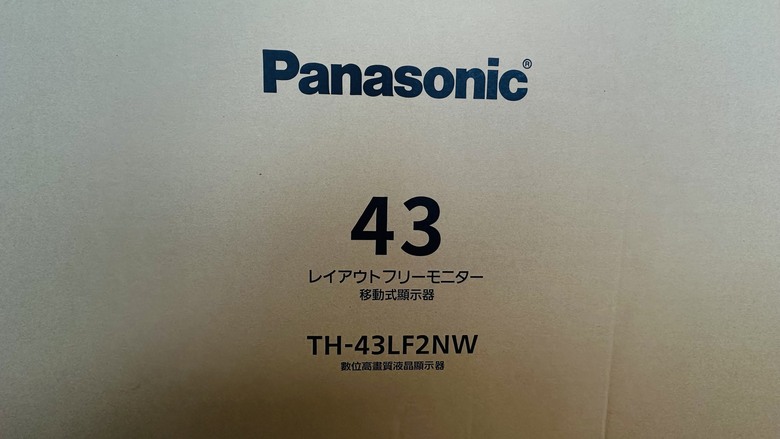 Panasonic®
43
レイアウトフリーモニター
移動式顯示器
TH-43LF2NW
數位高畫質液晶顯示器